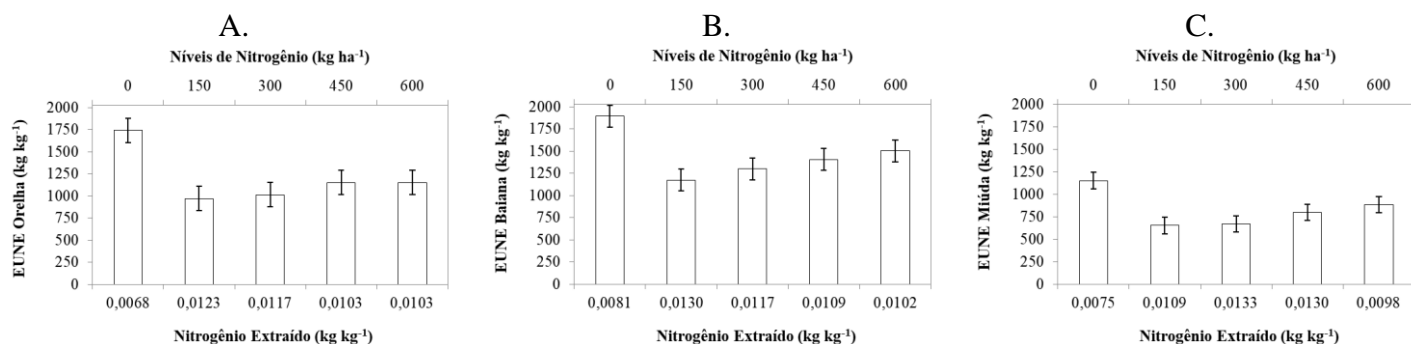 A.
Níveis de Nitrogênio (kg ha⁻¹)
0 150 300 450 600
EUNE Orelha (kg kg⁻¹)
2000
1750
1500
1250
1000
750
500
250
0
0,0068 0,0123 0,0117 0,0103 0,0103
Nitrogênio Extraído (kg kg⁻¹)
B.
Níveis de Nitrogênio (kg ha⁻¹)
0 150 300 450 600
EUNE Baiana (kg kg⁻¹)
2000
1750
1500
1250
1000
750
500
250
0
0,0081 0,0130 0,0117 0,0109 0,0102
Nitrogênio Extraído (kg kg⁻¹)
C.
Níveis de Nitrogênio (kg ha⁻¹)
0 150 300 450 600
EUNE Miúda (kg kg⁻¹)
2000
1750
1500
1250
1000
750
500
250
0
0,0075 0,0109 0,0133 0,0130 0,0098
Nitrogênio Extraído (kg kg⁻¹)